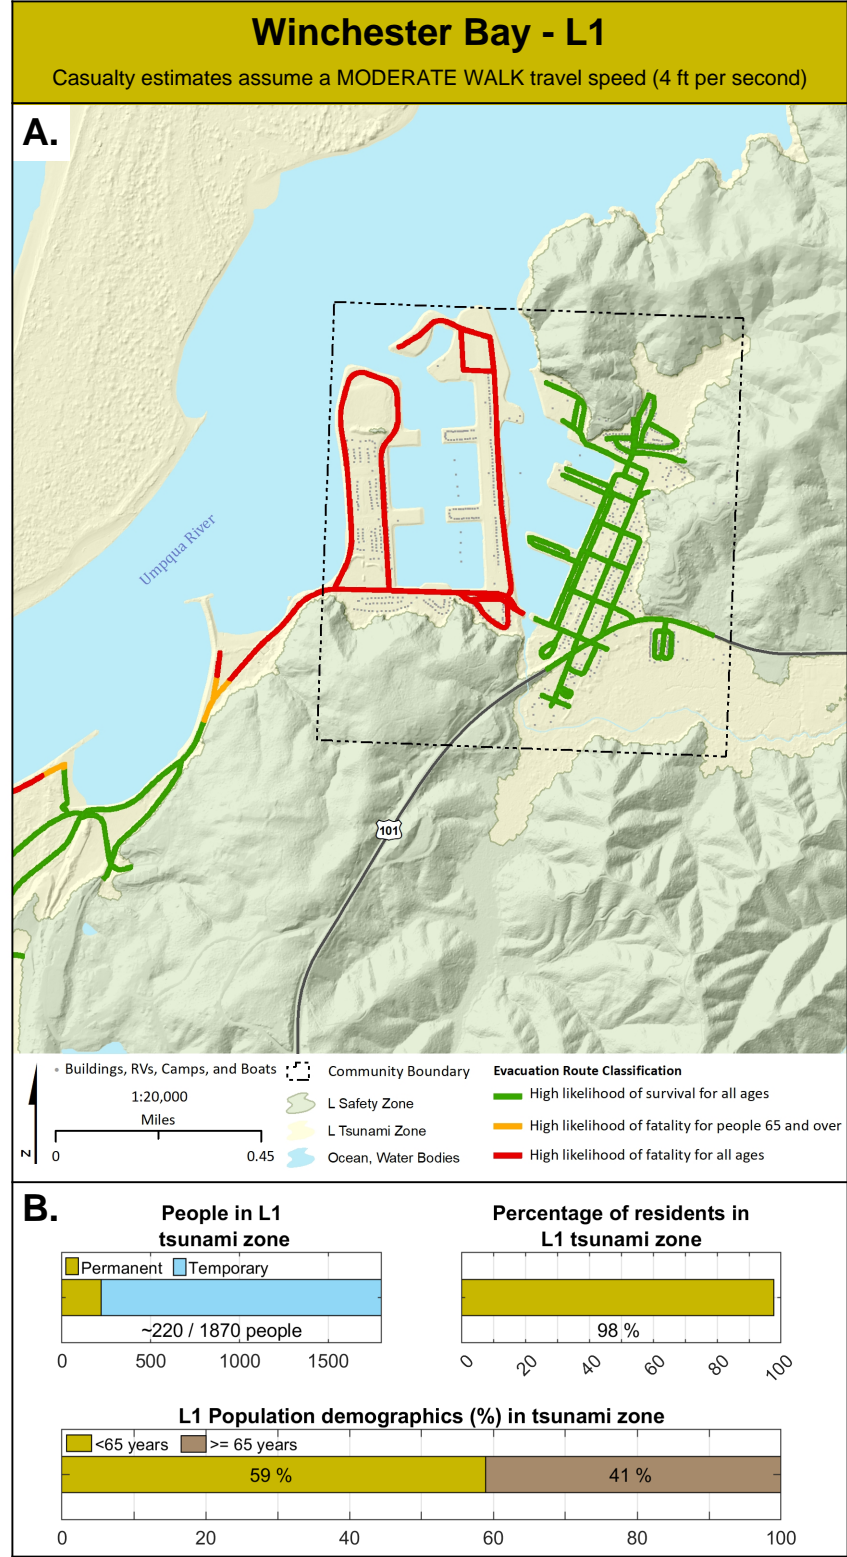 Winchester Bay - L1
Casualty estimates assume a MODERATE WALK travel speed (4 ft per second)
A.
Umpqua River
101
Buildings, RVs, Camps, and Boats
1:20,000
Miles
0 0.45
N
Community Boundary
L Safety Zone
L Tsunami Zone
Ocean, Water Bodies
Evacuation Route Classification
High likelihood of survival for all ages
High likelihood of fatality for people 65 and over
High likelihood of fatality for all ages
B.
People in L1
tsunami zone
Permanent Temporary
~220 / 1870 people
0 500 1000 1500
Percentage of residents in
L1 tsunami zone
98 %
0 20 40 60 80 100
L1 Population demographics (%) in tsunami zone
<65 years >= 65 years
59 % 41 %
0 20 40 60 80 100